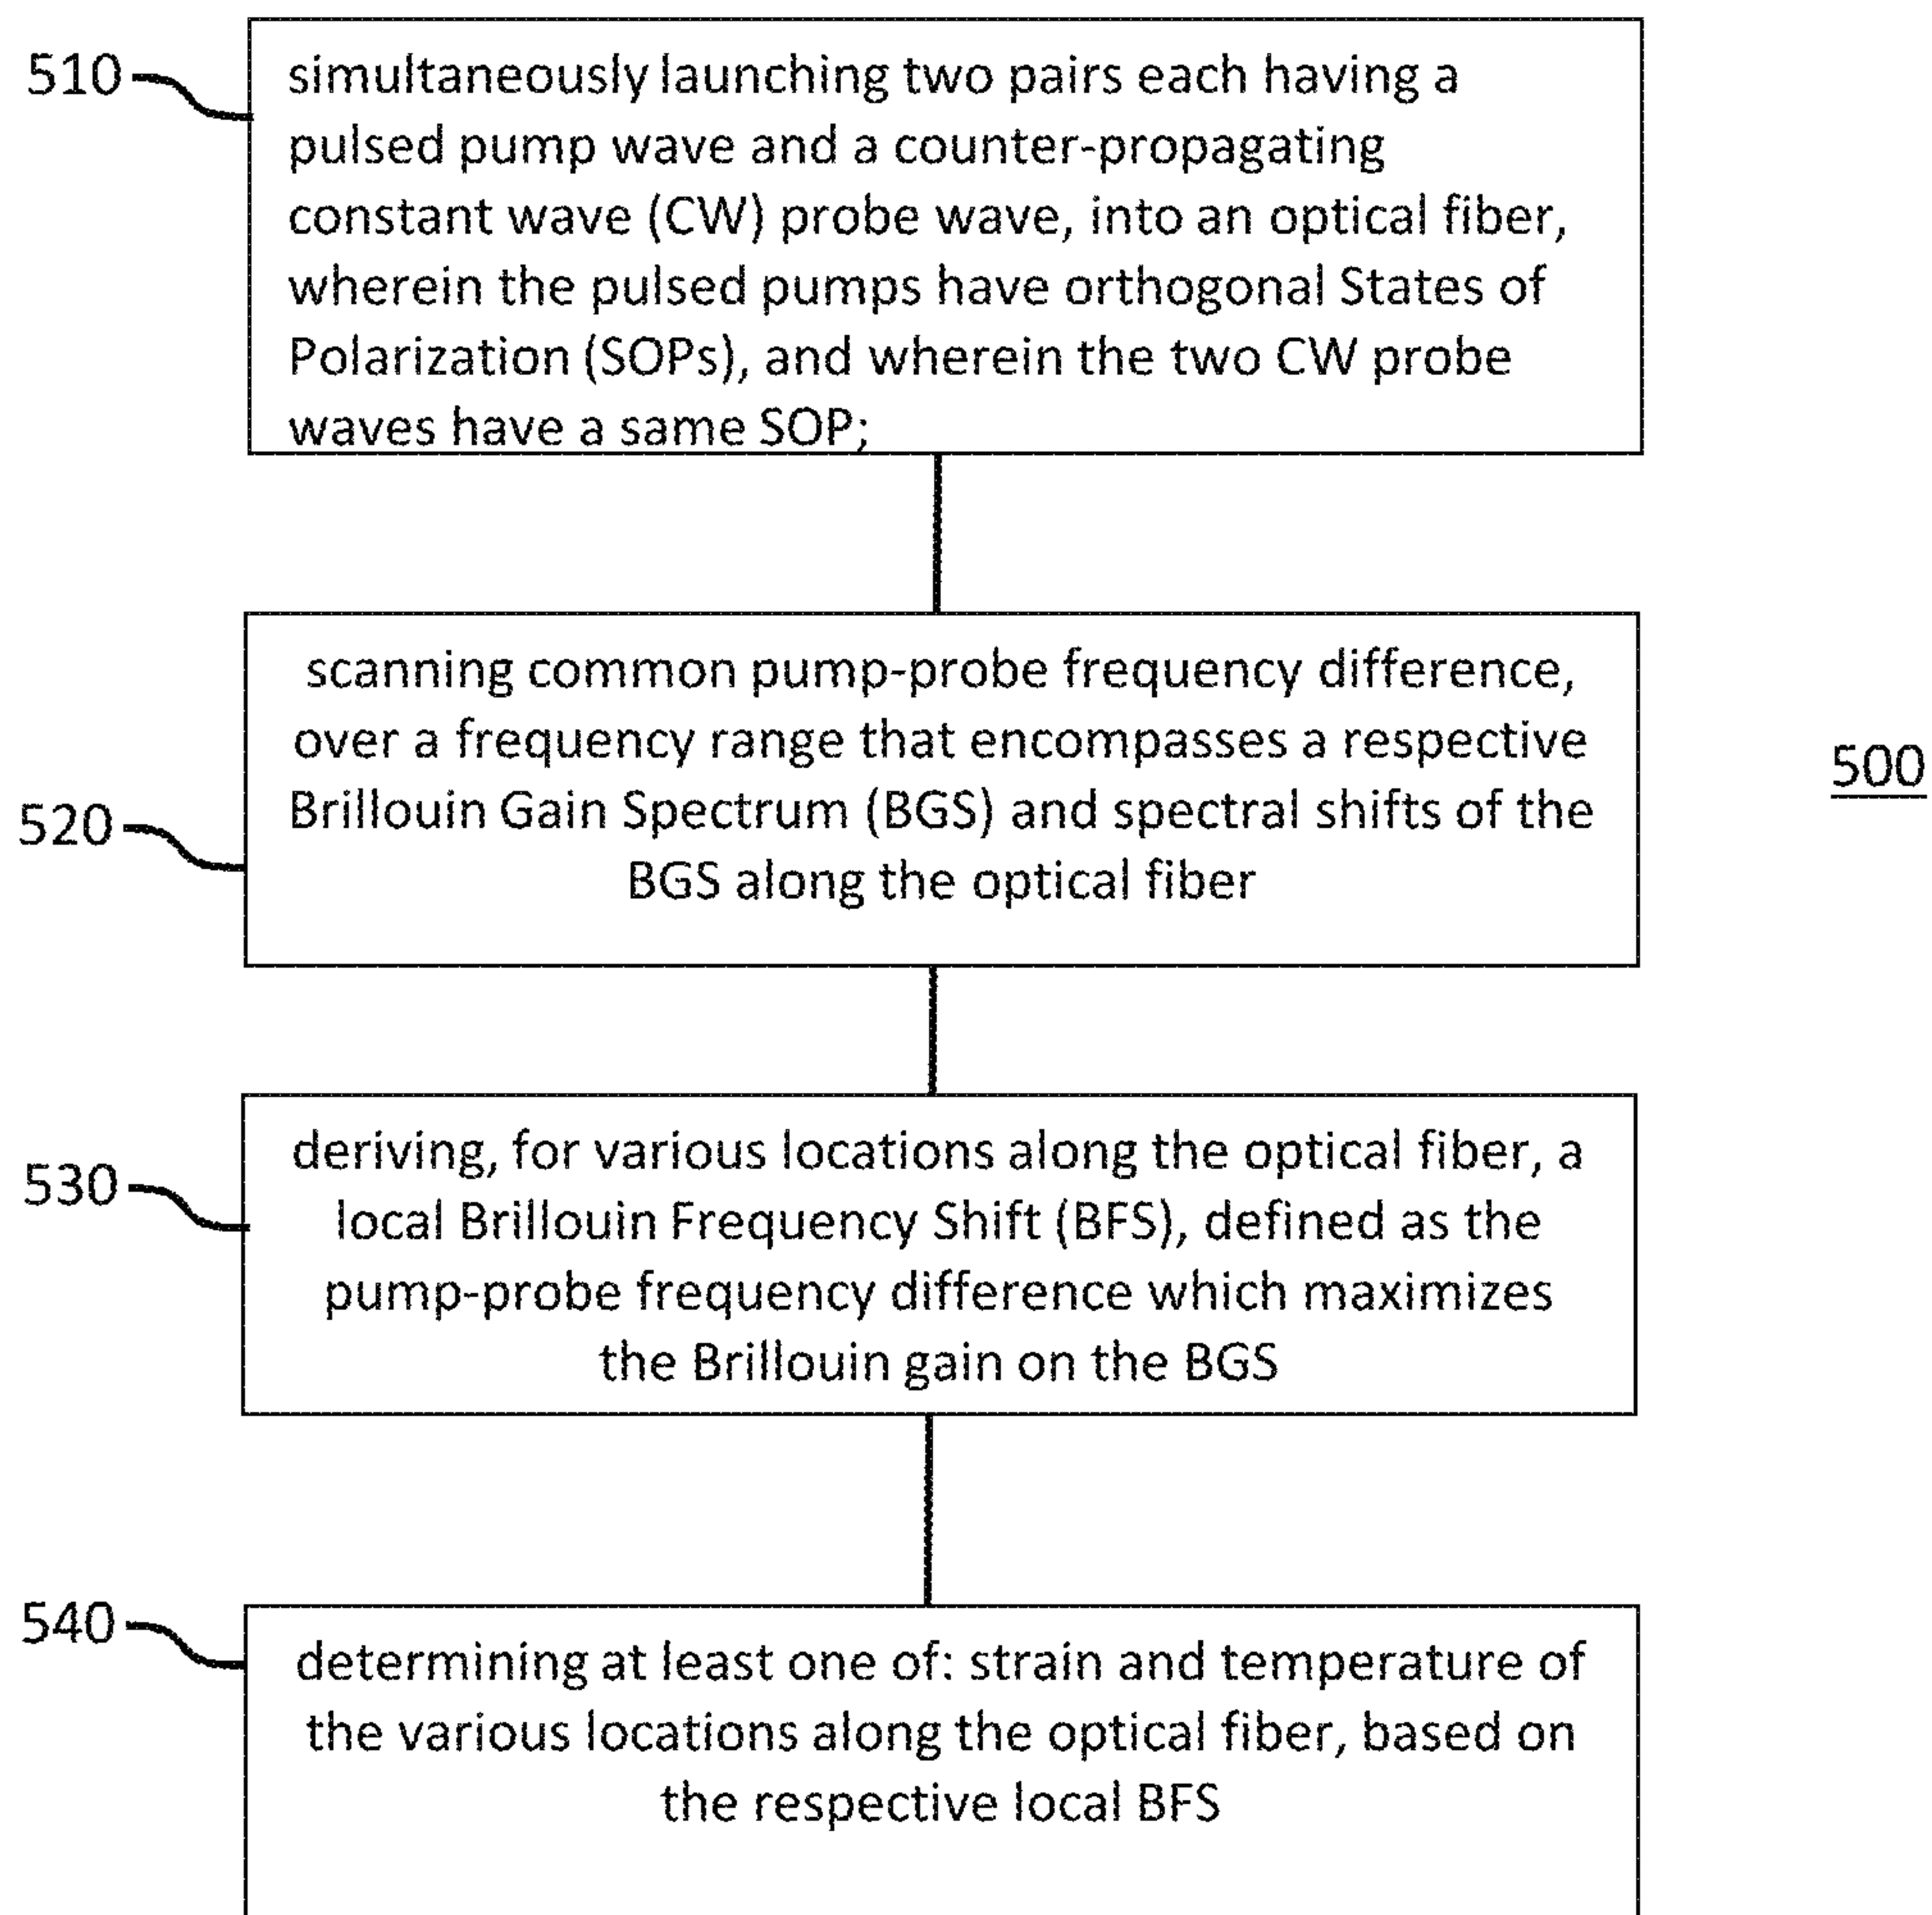 510
simultaneously launching two pairs each having a
pulsed pump wave and a counter-propagating
constant wave (CW) probe wave, into an optical fiber,
wherein the pulsed pumps have orthogonal States of
Polarization (SOPs), and wherein the two CW probe
waves have a same SOP;
520
scanning common pump-probe frequency difference,
over a frequency range that encompasses a respective
Brillouin Gain Spectrum (BGS) and spectral shifts of the
BGS along the optical fiber
500
530
deriving, for various locations along the optical fiber, a
local Brillouin Frequency Shift (BFS), defined as the
pump-probe frequency difference which maximizes
the Brillouin gain on the BGS
540
determining at least one of: strain and temperature of
the various locations along the optical fiber, based on
the respective local BFS